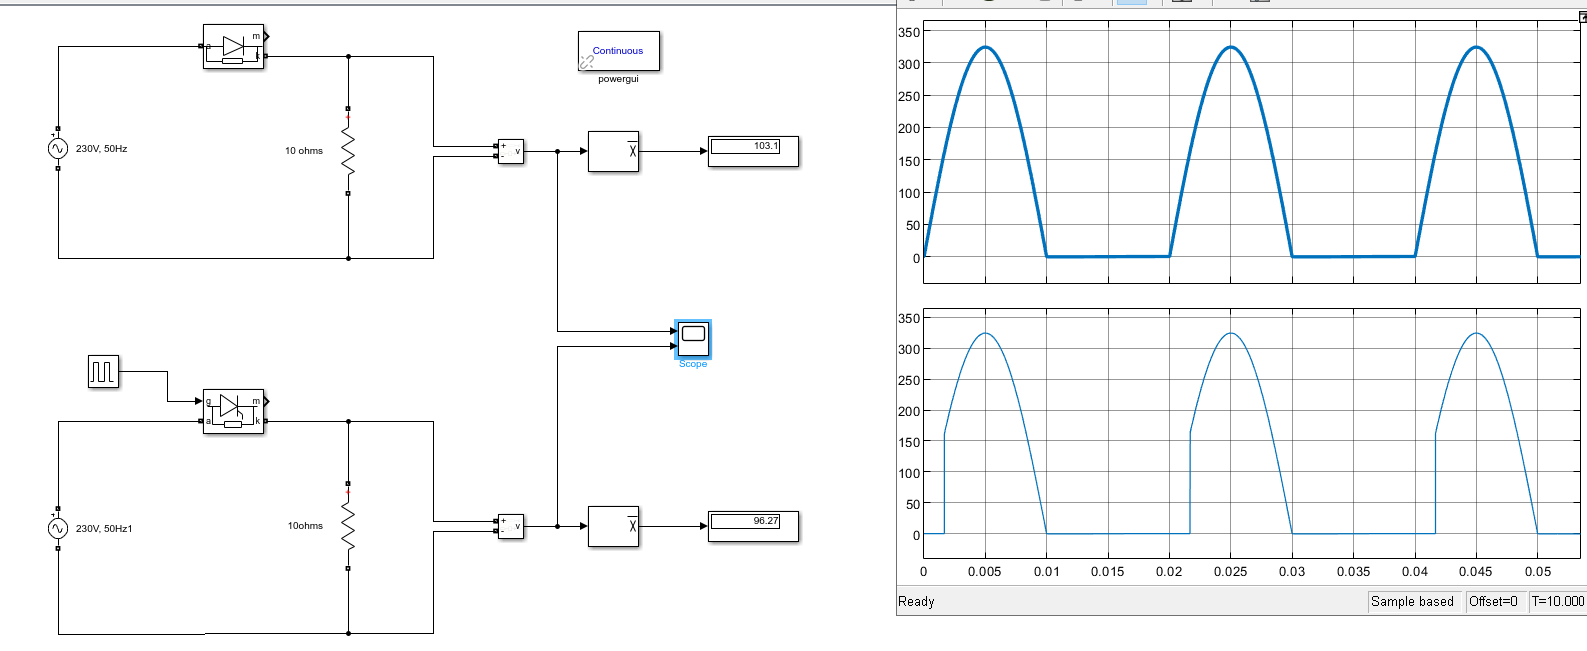 m
a
k
Continuous
powergui
230V, 50Hz
10 ohms
+
-
v
X
103.1
Scope
g
m
a
k
230V, 50Hz1
10ohms
+
-
v
X
96.27
350
300
250
200
150
100
50
0
350
300
250
200
150
100
50
0
0 0.005 0.01 0.015 0.02 0.025 0.03 0.035 0.04 0.045 0.05
Ready
Sample based
Offset=0
T=10.000